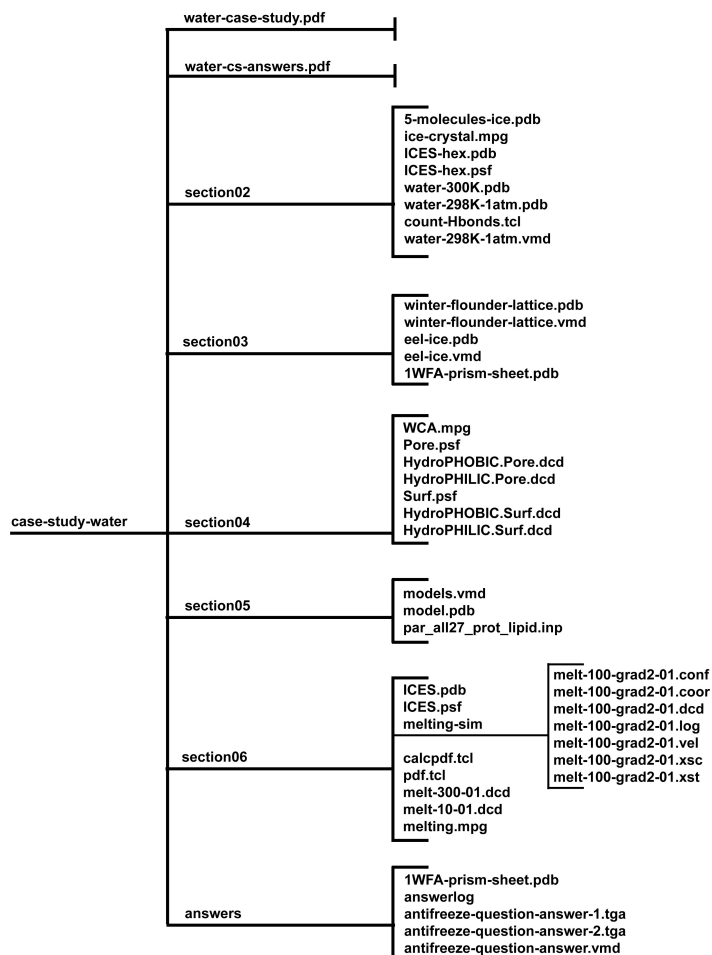 water-case-study.pdf
water-cs-answers.pdf
5-molecules-ice.pdb
ice-crystal.mpg
ICES-hex.pdb
ICES-hex.psf
section02
water-300K.pdb
water-298K-1atm.pdb
count-Hbonds.tcl
water-298K-1atm.vmd
winter-flounder-lattice.pdb
winter-flounder-lattice.vmd
section03
eel-ice.pdb
eel-ice.vmd
1WFA-prism-sheet.pdb
WCA.mpg
Pore.psf
HydroPHOBIC.Pore.dcd
HydroPHILIC.Pore.dcd
Surf.psf
HydroPHOBIC.Surf.dcd
HydroPHILIC.Surf.dcd
case-study-water
section04
models.vmd
section05
model.pdb
par_all27_prot_lipid.inp
ICES.pdb
ICES.psf
melting-sim
melt-100-grad2-01.conf
melt-100-grad2-01.coor
melt-100-grad2-01.dcd
melt-100-grad2-01.log
melt-100-grad2-01.vel
melt-100-grad2-01.xsc
melt-100-grad2-01.xst
section06
calcpdf.tcl
pdf.tcl
melt-300-01.dcd
melt-10-01.dcd
melting.mpg
1WFA-prism-sheet.pdb
answerlog
answers
antifreeze-question-answer-1.tga
antifreeze-question-answer-2.tga
antifreeze-question-answer.vmd